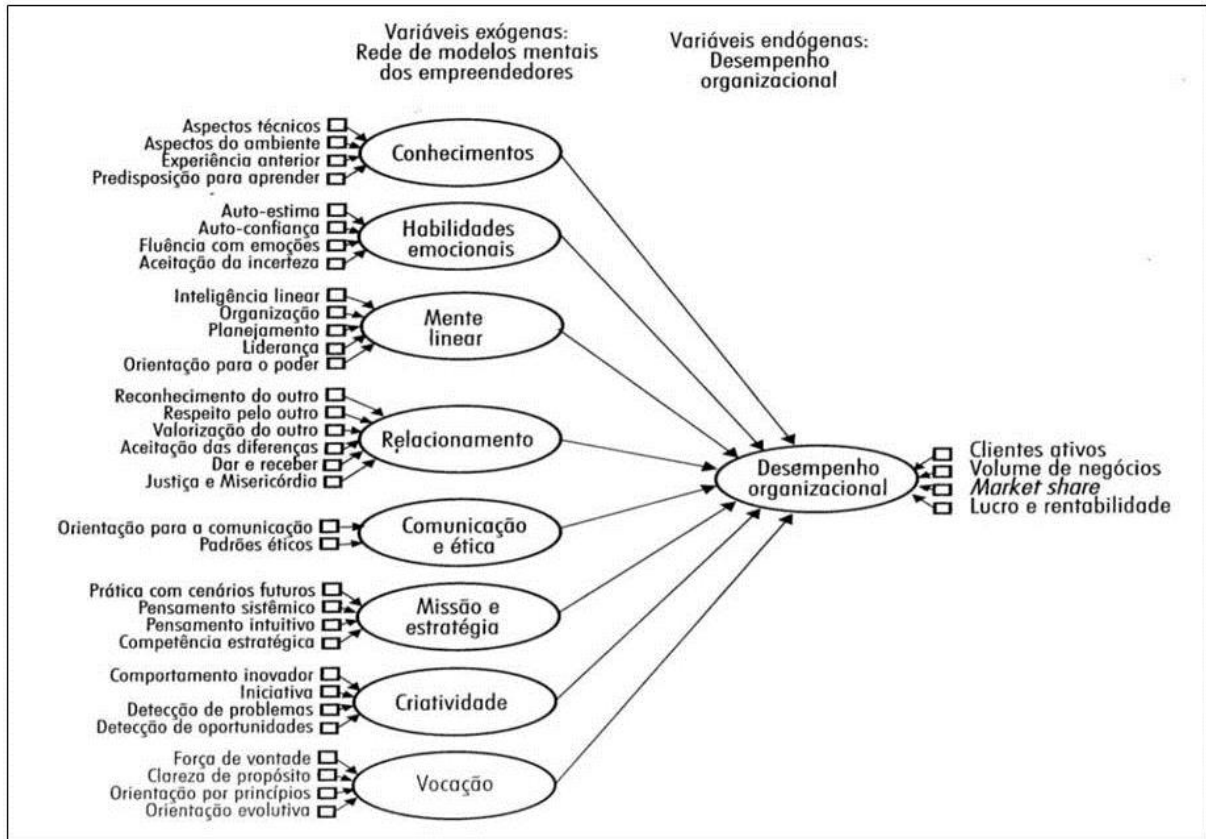 Variáveis exógenas:
Rede de modelos mentais
dos empreendedores
Variáveis endógenas:
Desempenho
organizacional
Aspectos técnicos
Aspectos do ambiente
Experiência anterior
Predisposição para aprender
Conhecimentos
Auto-estima
Auto-confiança
Fluência com emoções
Aceitação da incerteza
Habilidades
emocionais
Inteligência linear
Organização
Planejamento
Liderança
Orientação para o poder
Mente
linear
Reconhecimento do outro
Respeito pelo outro
Valorização do outro
Aceitação das diferenças
Dar e receber
Justiça e Misericórdia
Relacionamento
Orientação para a comunicação
Padrões éticos
Comunicação
e ética
Prática com cenários futuros
Pensamento sistêmico
Pensamento intuitivo
Competência estratégica
Missão e
estratégia
Comportamento inovador
Iniciativa
Detecção de problemas
Detecção de oportunidades
Criatividade
Força de vontade
Clareza de propósito
Orientação por princípios
Orientação evolutiva
Vocação
Desempenho
organizacional
Clientes ativos
Volume de negócios
Market share
Lucro e rentabilidade